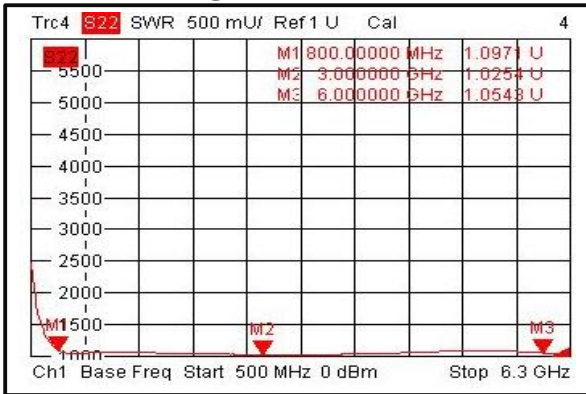 Trc4 S22 SWR 500 mU/ Ref 1 U Cal 4
S22
M1 800.00000 MHz 1.0971 U
M2 3.000000 GHz 1.0254 U
M3 6.000000 GHz 1.0543 U
5500
5000
4500
4000
3500
3000
2500
2000
1500
1000
M1
M2
M3
Ch1 Base Freq Start 500 MHz 0 dBm Stop 6.3 GHz